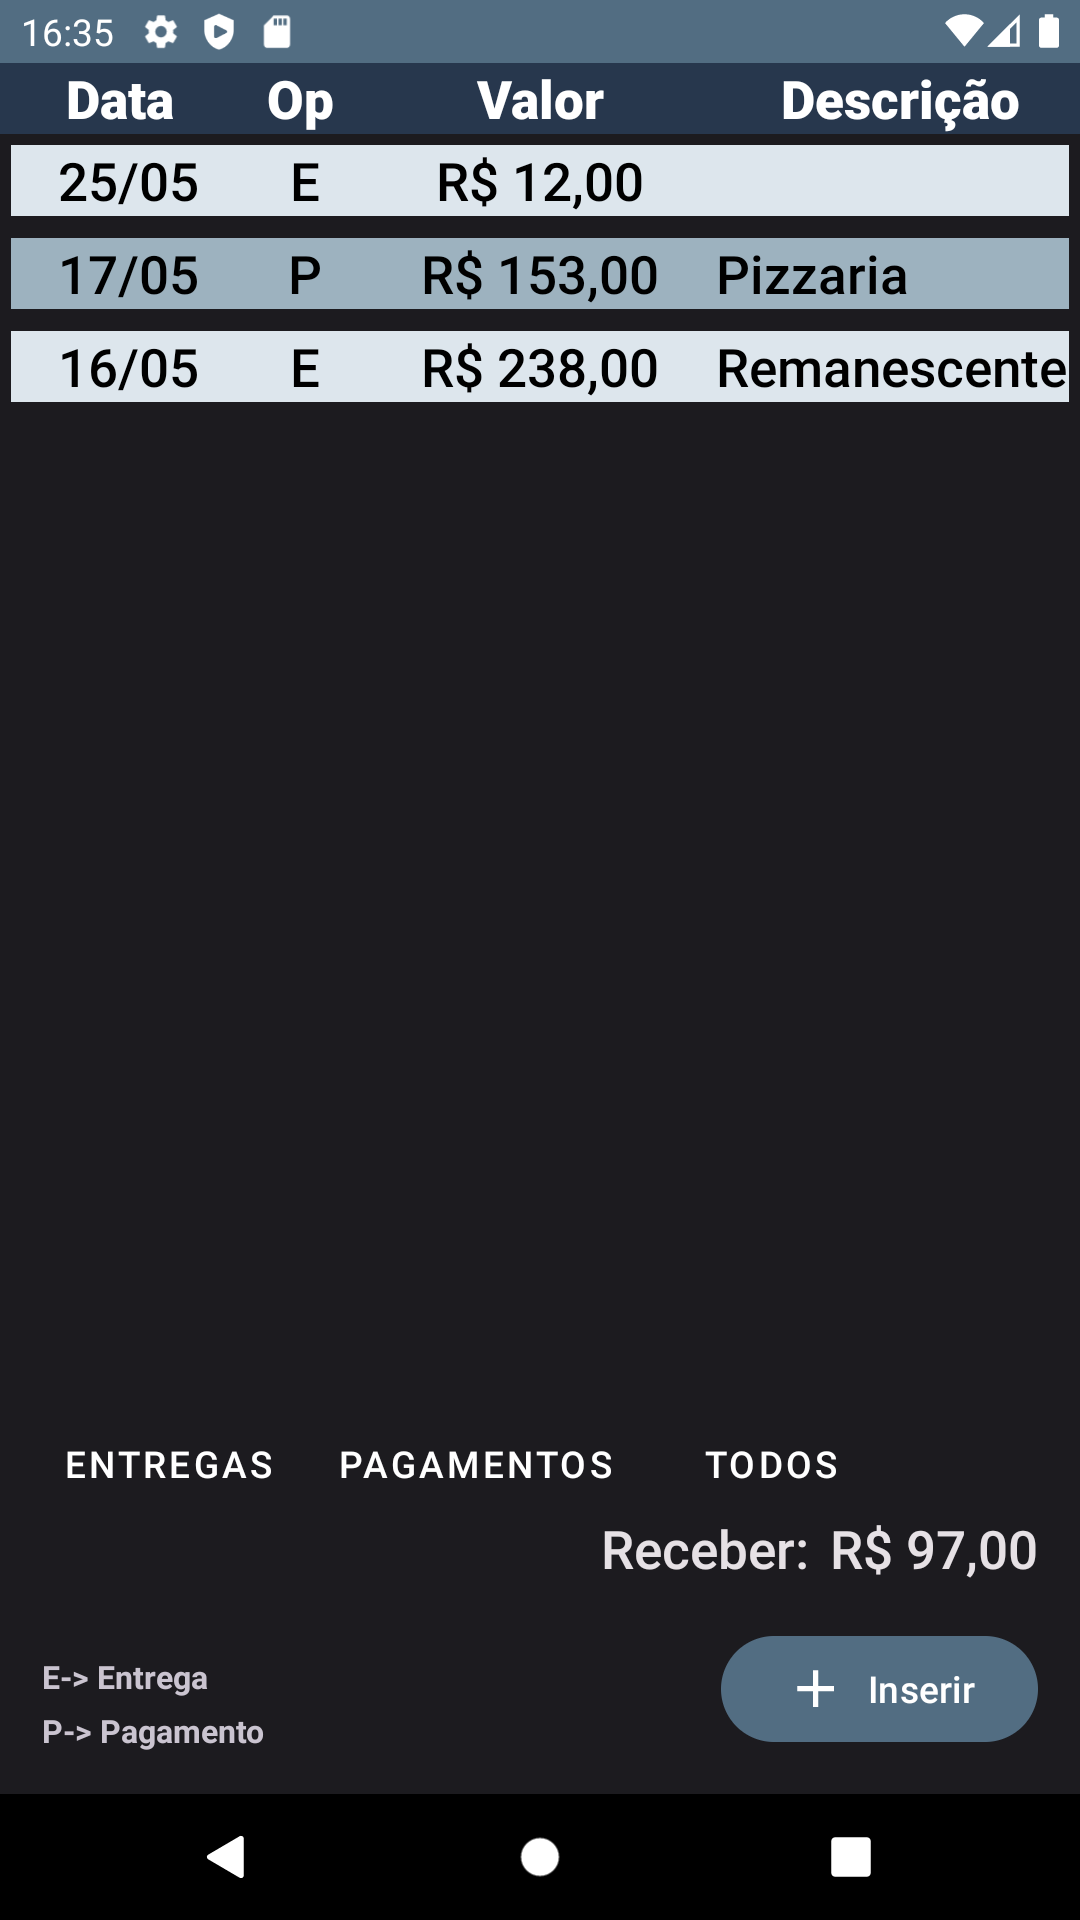 16:35
Data Op Valor Descrição
25/05 E R$ 12,00
17/05 P R$ 153,00 Pizzaria
16/05 E R$ 238,00 Remanescente
ENTREGAS PAGAMENTOS TODOS
Receber: R$ 97,00
E-> Entrega
P-> Pagamento
+ Inserir